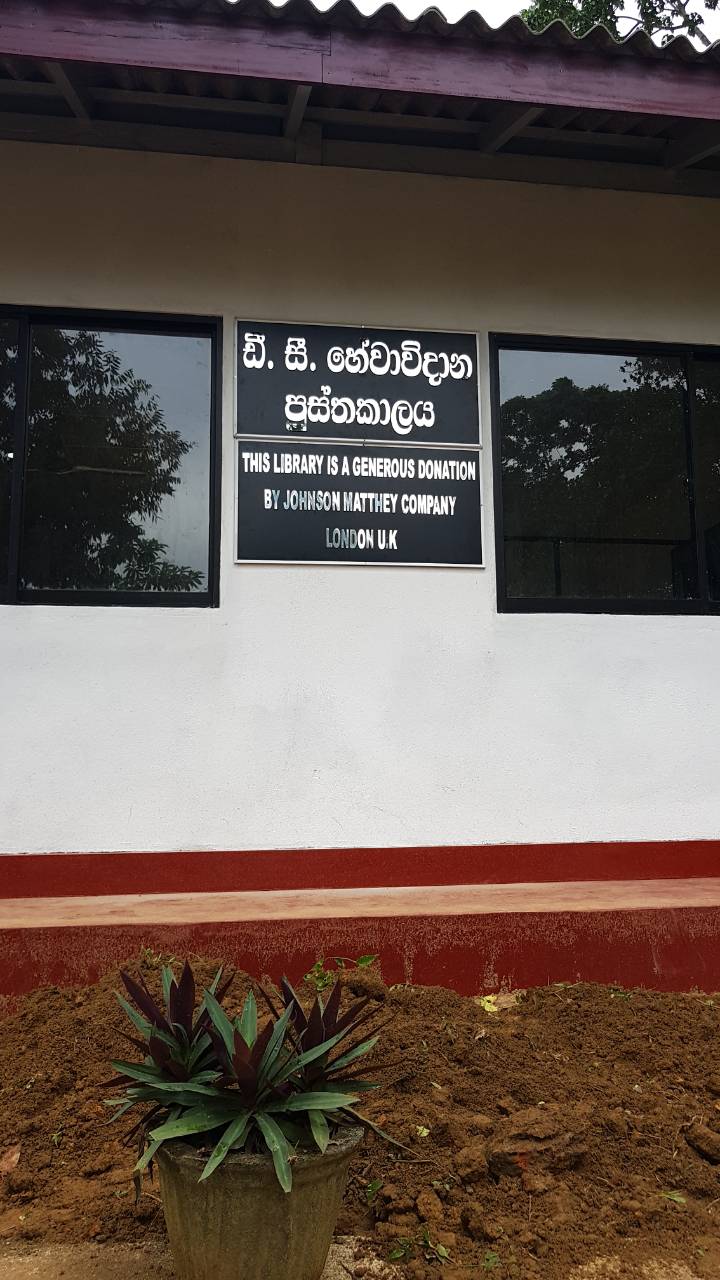 ඩී. සී. හේවාවිදාන
පුස්තකාලය
THIS LIBRARY IS A GENEROUS DONATION
BY JOHNSON MATTHEY COMPANY
LONDON U.K